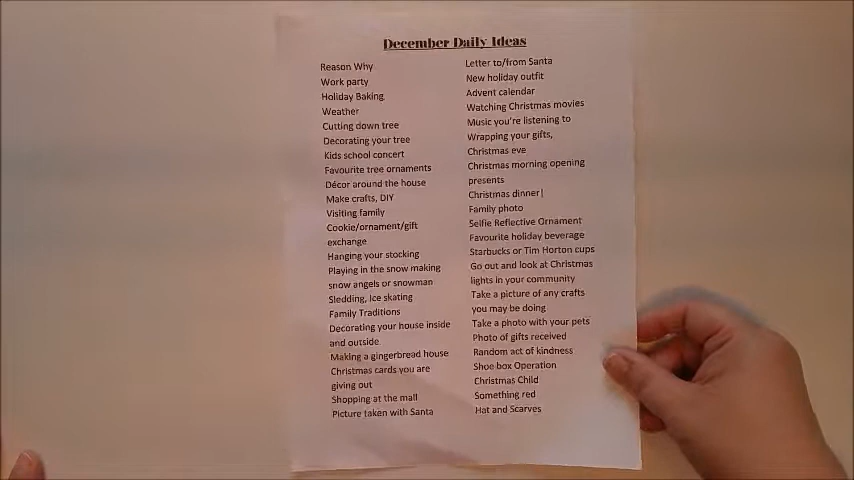 December Daily Ideas
Reason Why
Work party
Holiday Baking
Weather
Cutting down tree
Decorating your tree
Kids school concert
Favourite tree ornaments
Décor around the house
Make crafts, DIY
Visiting family
Cookie/ornament/gift
exchange
Hanging your stocking
Playing in the snow making
snow angels or snowman
Sledding, Ice skating
Family Traditions
Decorating your house inside
and outside
Making a gingerbread house
Christmas cards you are
giving out
Shopping at the mall
Picture taken with Santa
Letter to/from Santa
New holiday outfit
Advent calendar
Watching Christmas movies
Music you're listening to
Wrapping your gifts,
Christmas eve
Christmas morning opening
presents
Christmas dinner|
Family photo
Selfie Reflective Ornament
Favourite holiday beverage
Starbucks or Tim Horton cups
Go out and look at Christmas
lights in your community
Take a picture of any crafts
you may be doing
Take a photo with your pets
Photo of gifts received
Random act of kindness
Shoe box Operation
Christmas Child
Something red
Hat and Scarves